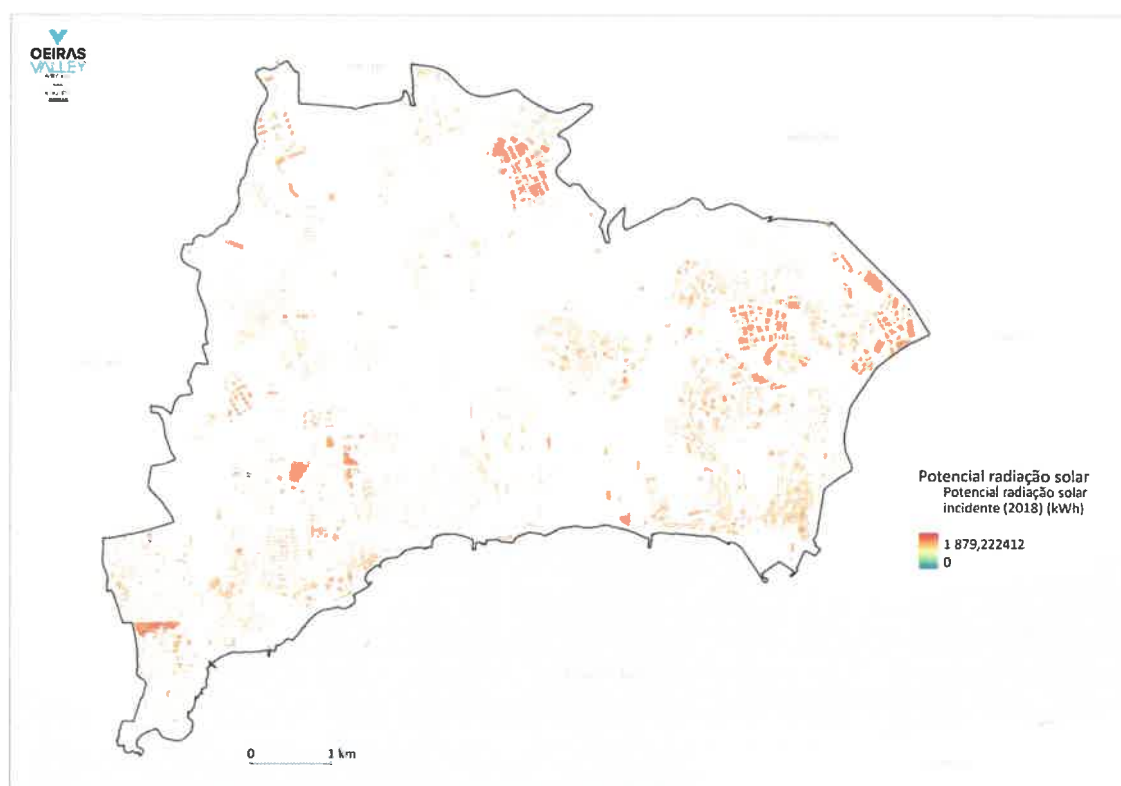 OEIRAS
VALLEY
Potencial radiação solar
Potencial radiação solar
incidente (2018) (kWh)
1 879,222412
0
0 1 km